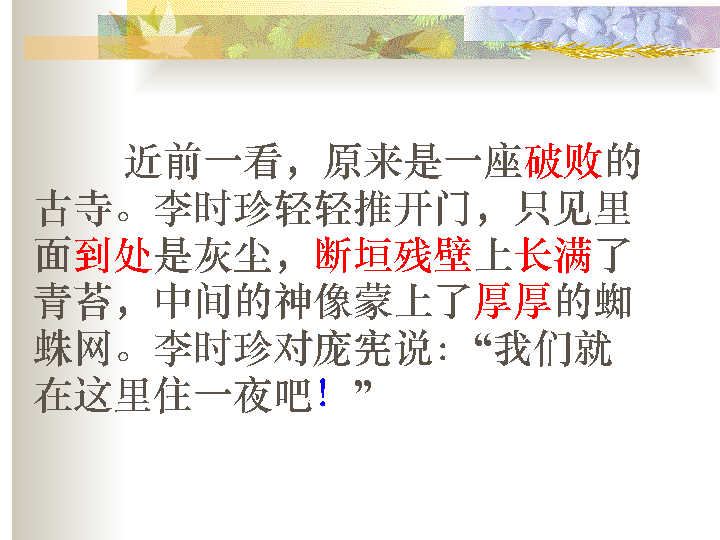 近前一看，原来是一座破败的
古寺。李时珍轻轻推开门，只见里
面到处是灰尘，断垣残壁上长满了
青苔，中间的神像蒙上了厚厚的蜘
蛛网。李时珍对庞宪说：“我们就
在这里住一夜吧！”